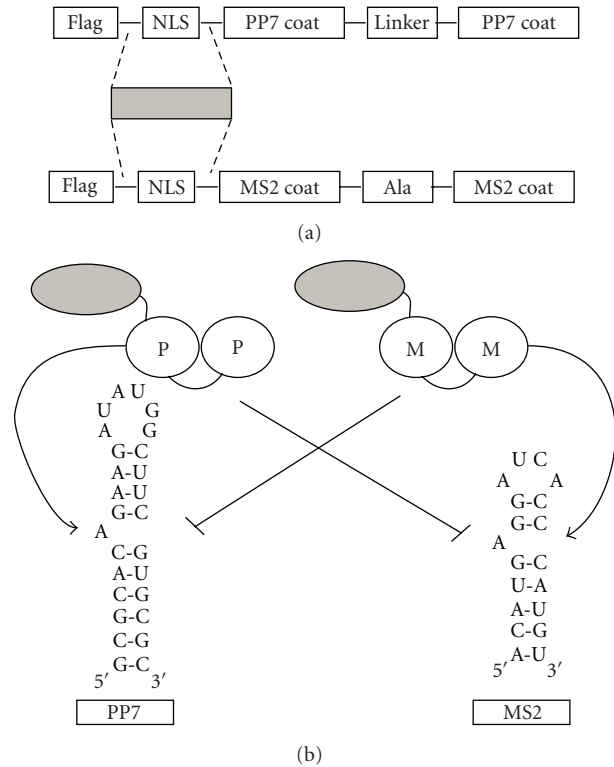 Flag NLS PP7 coat Linker PP7 coat
Flag NLS MS2 coat Ala MS2 coat
(a)
P P M M
A U
U G
A G
G-C
A-U
A-U
G-C
A
C-G
A-U
C-G
G-C
C-G
G-C
5′ 3′
PP7
U C
A A
G-C
G-C
A
G-C
U-A
A-U
C-G
A-U
5′ 3′
MS2
(b)